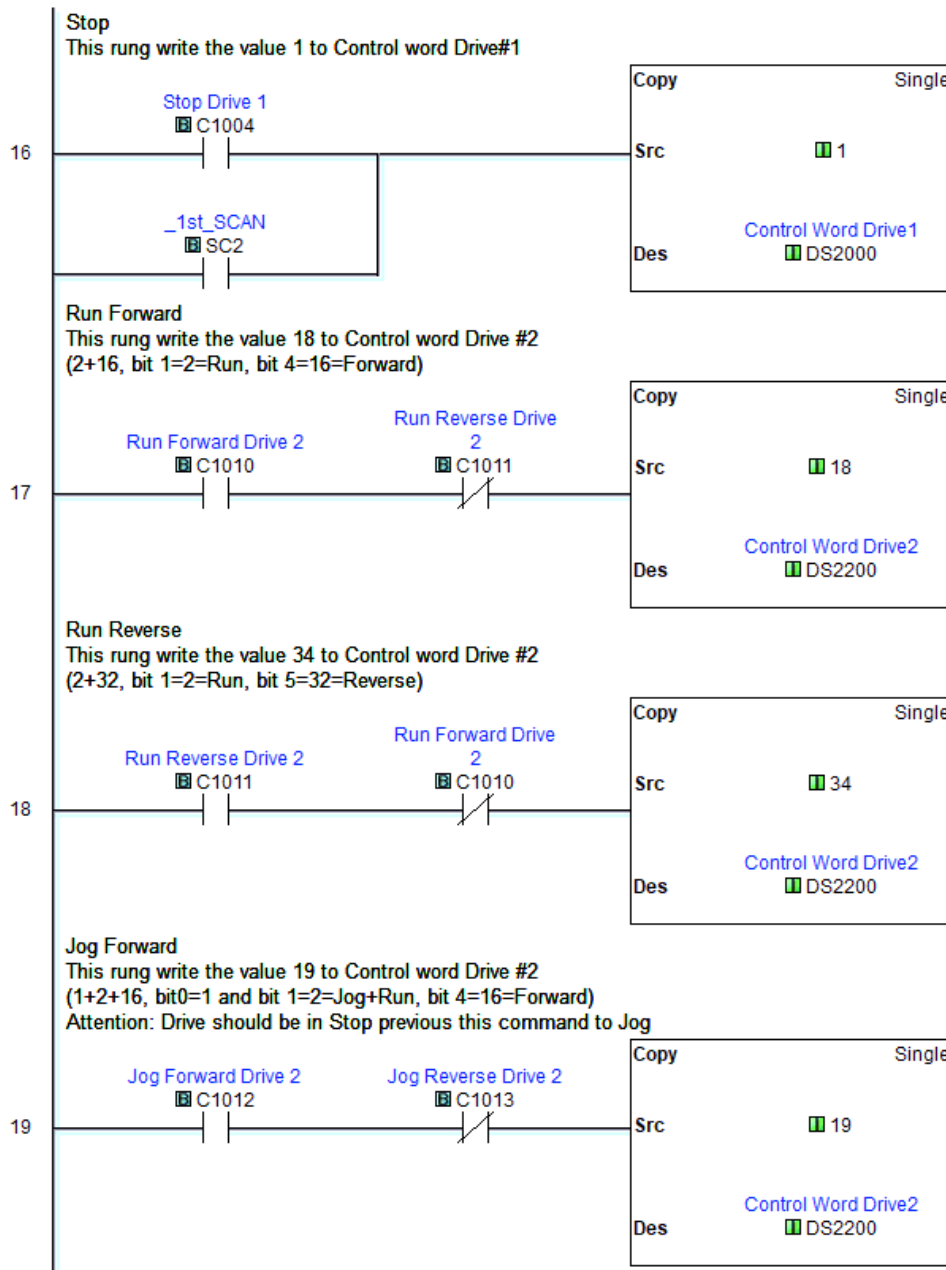 Stop
This rung write the value 1 to Control word Drive#1
Copy Single
Stop Drive 1
B C1004
16
Src I 1
_1st_SCAN
B SC2
Control Word Drive1
Des I DS2000
Run Forward
This rung write the value 18 to Control word Drive #2
(2+16, bit 1=2=Run, bit 4=16=Forward)
Copy Single
Run Forward Drive 2
B C1010
Run Reverse Drive
2
B C1011
17
Src I 18
Control Word Drive2
Des I DS2200
Run Reverse
This rung write the value 34 to Control word Drive #2
(2+32, bit 1=2=Run, bit 5=32=Reverse)
Copy Single
Run Reverse Drive 2
B C1011
Run Forward Drive
2
B C1010
18
Src I 34
Control Word Drive2
Des I DS2200
Jog Forward
This rung write the value 19 to Control word Drive #2
(1+2+16, bit0=1 and bit 1=2=Jog+Run, bit 4=16=Forward)
Attention: Drive should be in Stop previous this command to Jog
Copy Single
Jog Forward Drive 2
B C1012
Jog Reverse Drive 2
B C1013
19
Src I 19
Control Word Drive2
Des I DS2200